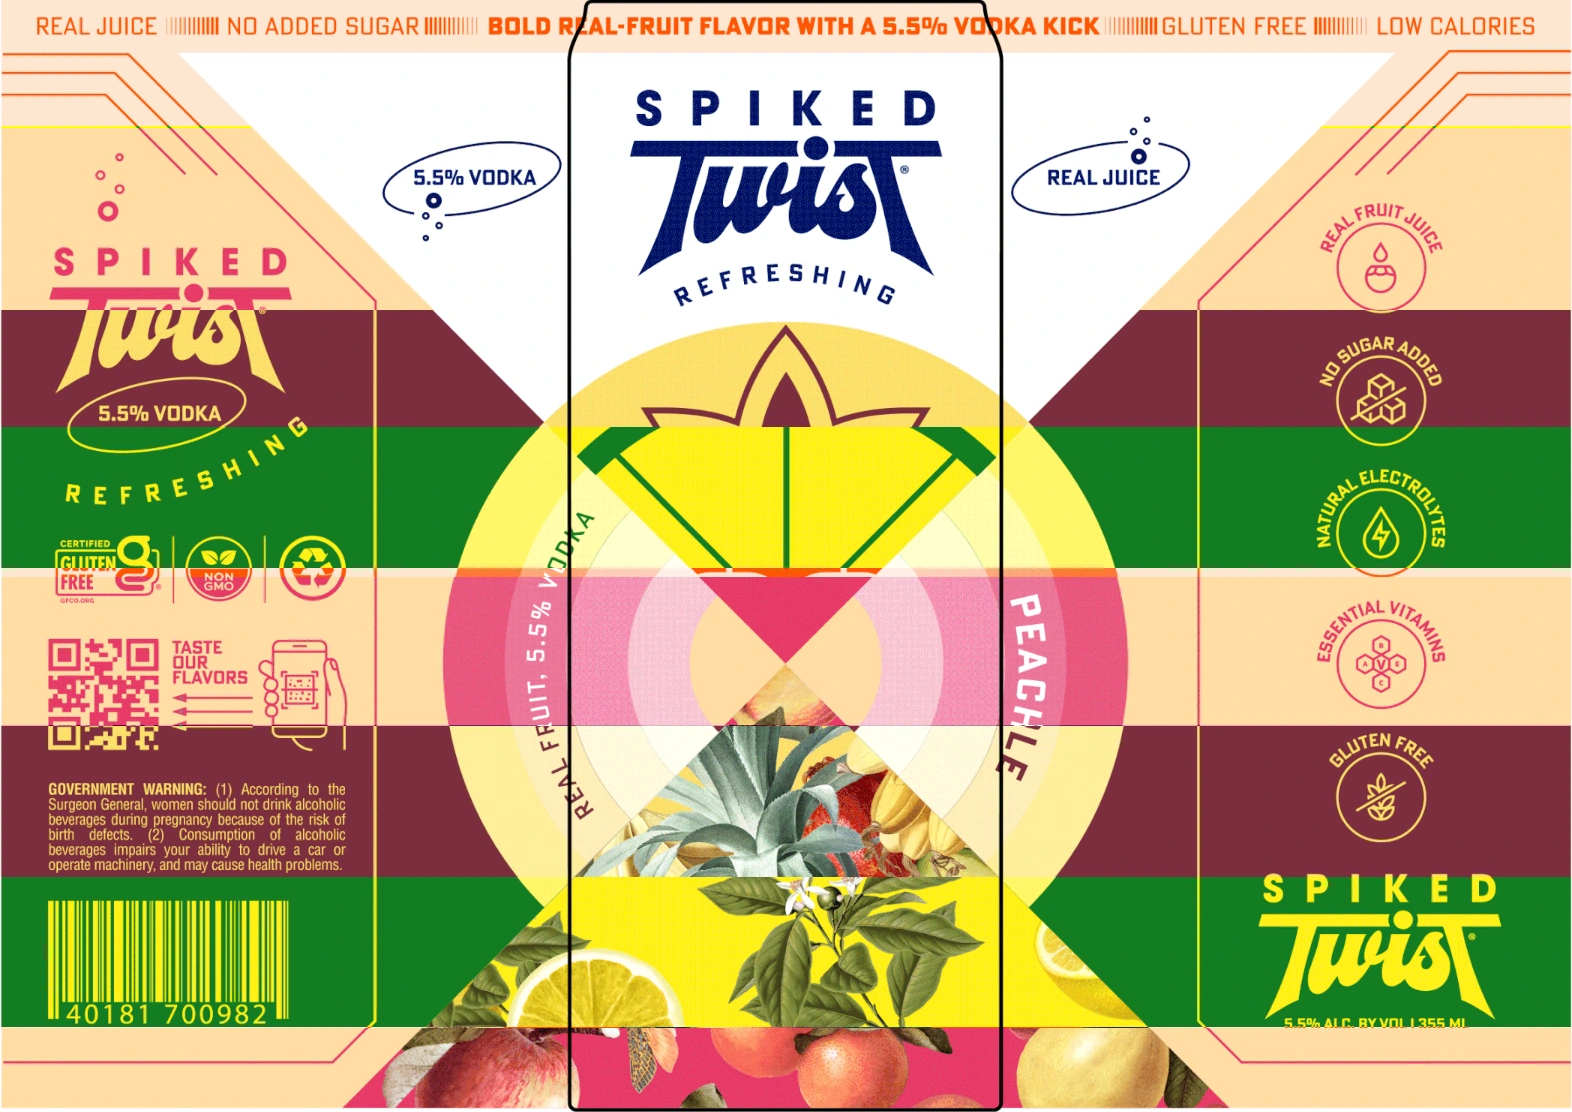 REAL JUICE NO ADDED SUGAR BOLD REAL-FRUIT FLAVOR WITH A 5.5% VODKA KICK GLUTEN FREE LOW CALORIES
SPIKED
Twist®
5.5% VODKA
REFRESHING
CERTIFIED
GLUTEN
FREE
GFCO.ORG
g®
NON
GMO
TASTE
OUR
FLAVORS
GOVERNMENT WARNING: (1) According to the
Surgeon General, women should not drink alcoholic
beverages during pregnancy because of the risk of
birth defects. (2) Consumption of alcoholic
beverages impairs your ability to drive a car or
operate machinery, and may cause health problems.
40181 700982
5.5% VODKA
SPIKED
Twist®
REFRESHING
REAL JUICE
REAL FRUIT, 5.5% VODKA
REAL FRUIT JUICE
NO SUGAR ADDED
NATURAL ELECTROLYTES
ESSENTIAL VITAMINS
B
A V E
C
GLUTEN FREE
SPIKED
Twist®
5.5% ALC. BY VOL | 355 ML